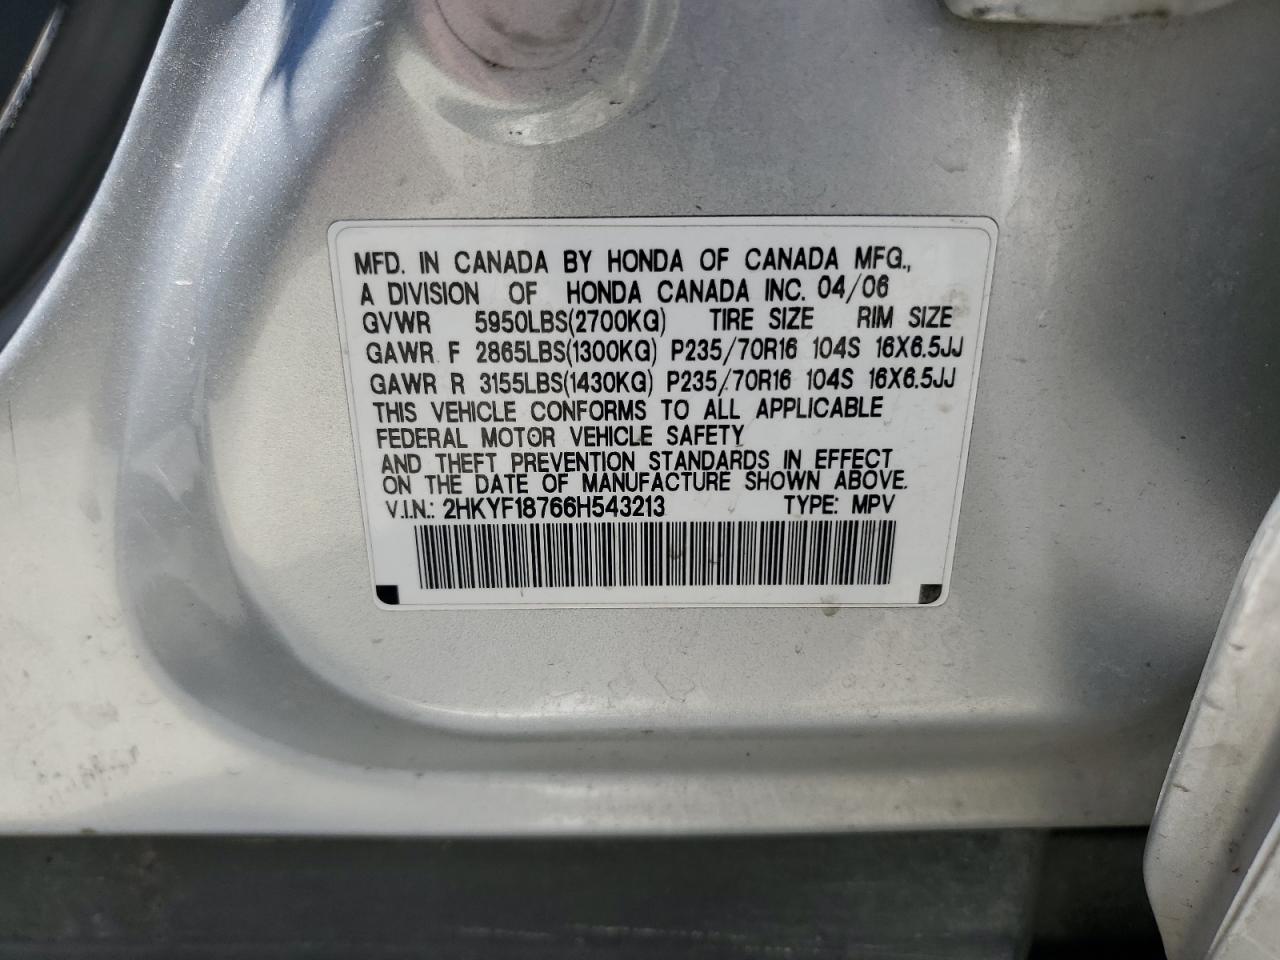 MFD. IN CANADA BY HONDA OF CANADA MFG.,
A DIVISION OF HONDA CANADA INC. 04/06
GVWR 5950LBS(2700KG) TIRE SIZE RIM SIZE
GAWR F 2865LBS(1300KG) P235/70R16 104S 16X6.5JJ
GAWR R 3155LBS(1430KG) P235/70R16 104S 16X6.5JJ
THIS VEHICLE CONFORMS TO ALL APPLICABLE
FEDERAL MOTOR VEHICLE SAFETY
AND THEFT PREVENTION STANDARDS IN EFFECT
ON THE DATE OF MANUFACTURE SHOWN ABOVE.
V.I.N.: 2HKYF18766H543213 TYPE: MPV